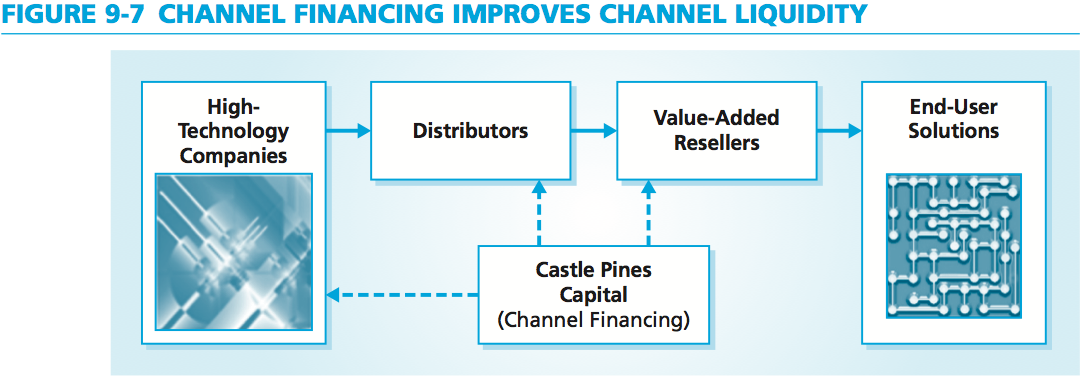 FIGURE 9-7 CHANNEL FINANCING IMPROVES CHANNEL LIQUIDITY
High-
Technology
Companies
Distributors
Value-Added
Resellers
End-User
Solutions
Castle Pines
Capital
(Channel Financing)